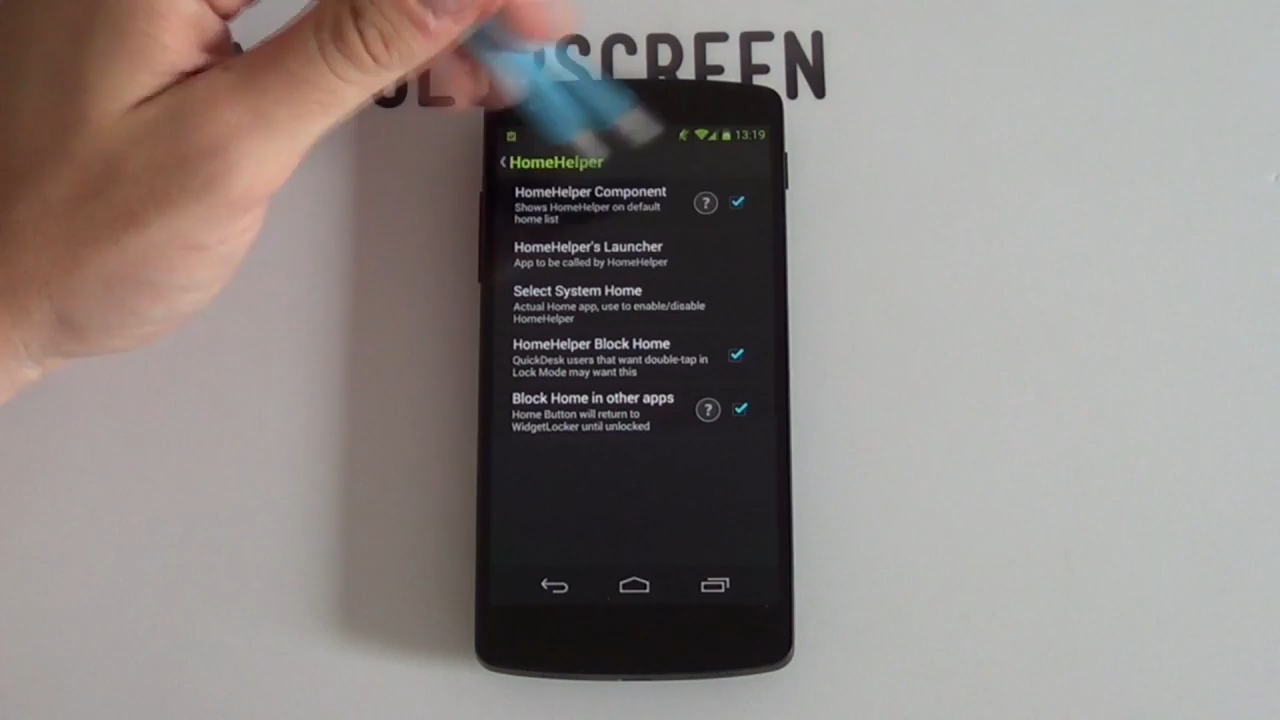 SCREEN
13:19
HomeHelper
HomeHelper Component
Shows HomeHelper on default
home list
?
HomeHelper's Launcher
App to be called by HomeHelper
Select System Home
Actual Home app, use to enable/disable
HomeHelper
HomeHelper Block Home
QuickDesk users that want double-tap in
Lock Mode may want this
Block Home in other apps
Home Button will return to
WidgetLocker until unlocked
?